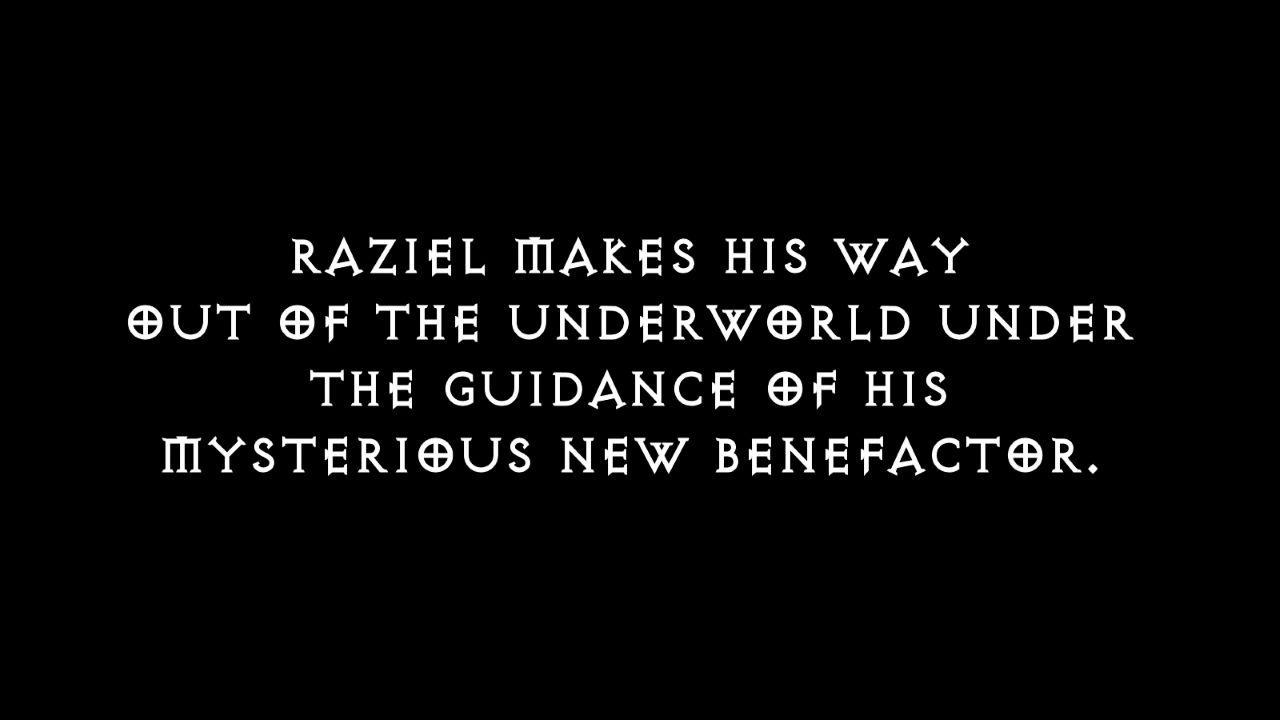 RAZIEL MAKES HIS WAY
OUT OF THE UNDERWORLD UNDER
THE GUIDANCE OF HIS
MYSTERIOUS NEW BENEFACTOR.